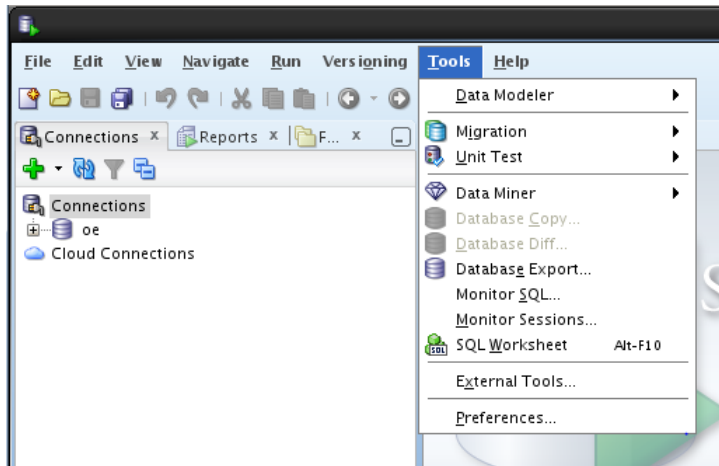 File Edit View Navigate Run Versioning Tools Help
Connections x Reports x F... x
Connections
oe
Cloud Connections
Data Modeler
Migration
Unit Test
Data Miner
Database Copy...
Database Diff...
Database Export...
Monitor SQL...
Monitor Sessions...
SQL Worksheet Alt-F10
External Tools...
Preferences...
S